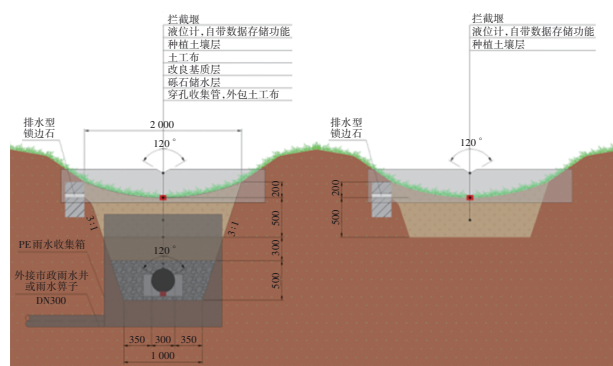 拦截堰
液位计，自带数据存储功能
种植土壤层
土工布
改良基质层
砾石储水层
穿孔收集管，外包土工布
拦截堰
液位计，自带数据存储功能
种植土壤层
排水型
锁边石
2 000
120°
排水型
锁边石
120°
200
500
300
500
3:1
3:1
120°
200
500
PE雨水收集箱
外接市政雨水井
或雨水箅子
DN300
350 300 350
1 000